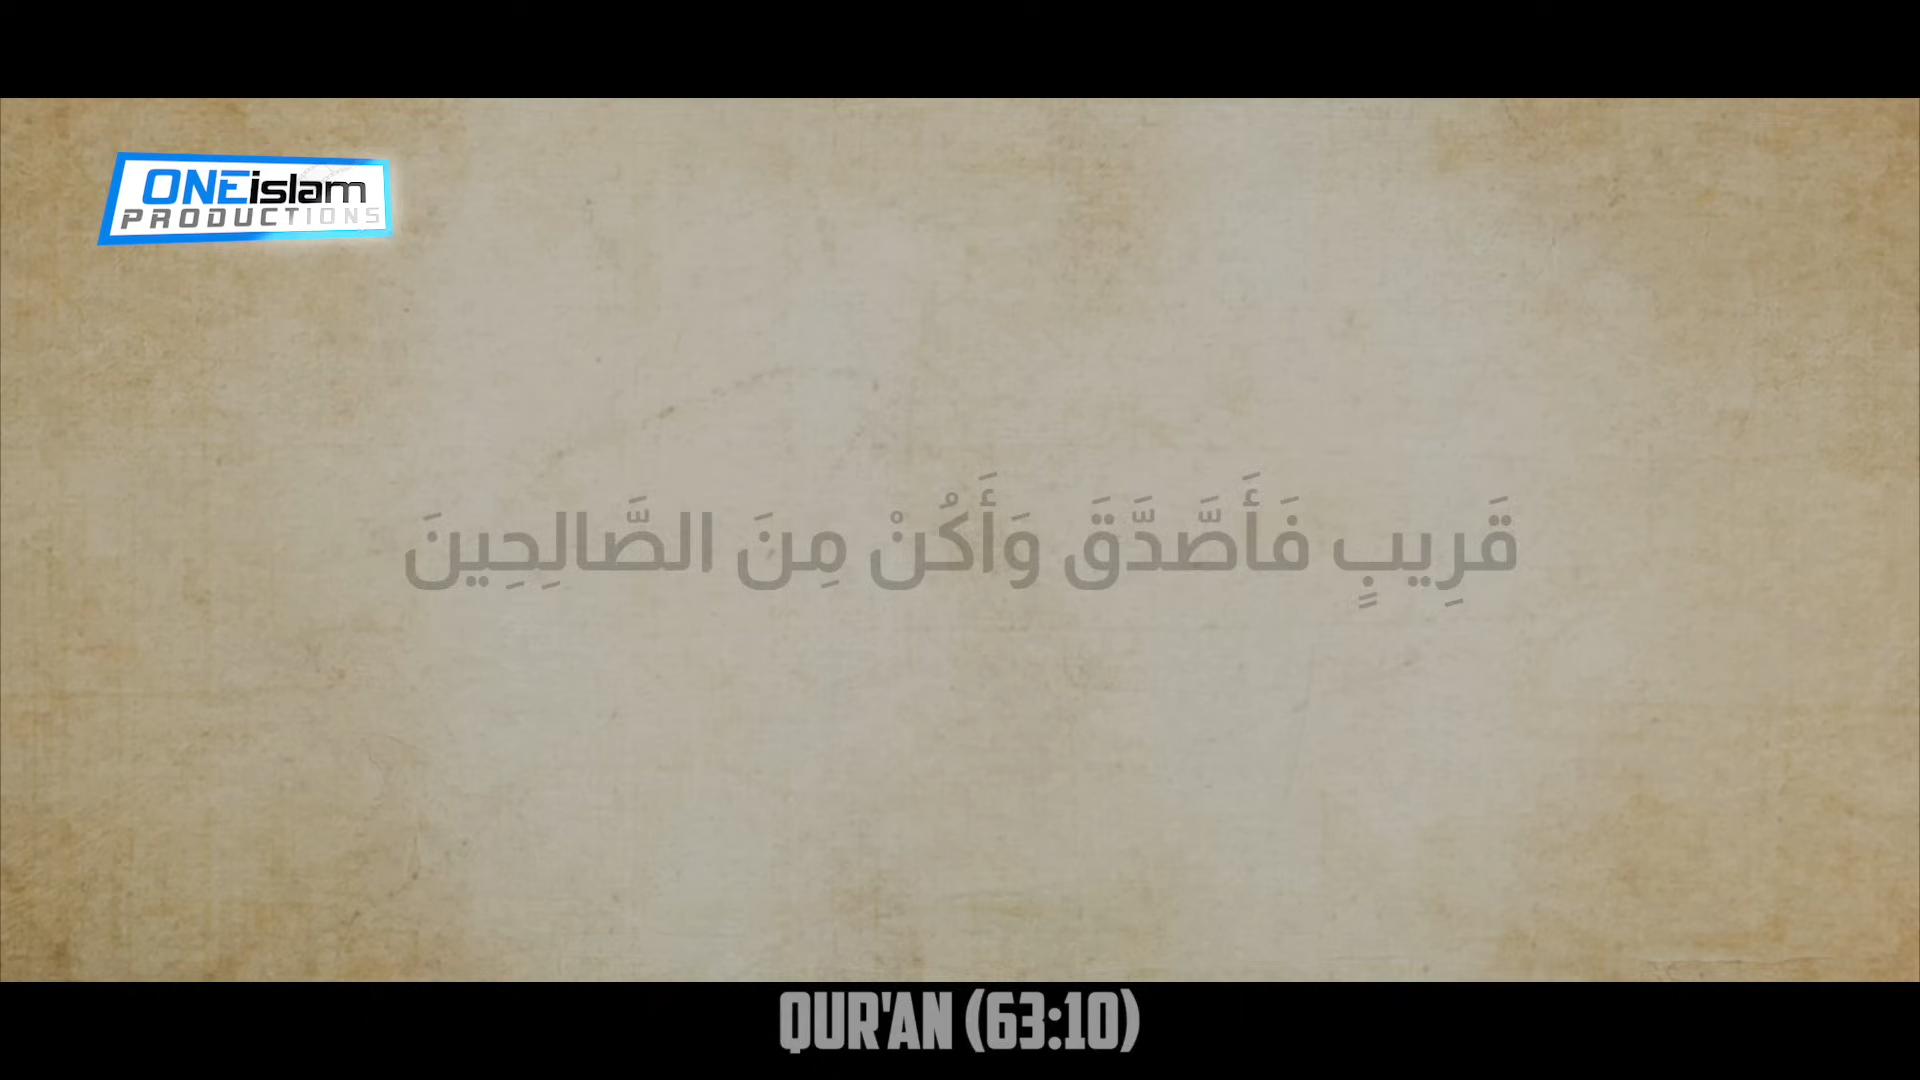 ONEislam
PRODUCTIONS
قَرِيبٍ فَأَصَّدَّقَ وَأَكُنْ مِنَ الصَّالِحِينَ
QUR'AN (63:10)